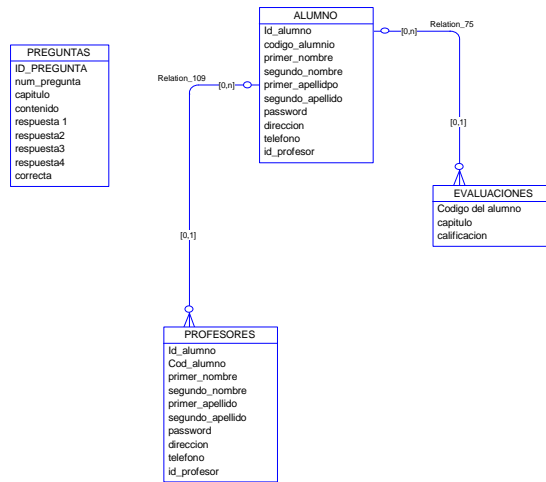 ALUMNO
Id_alumno
codigo_alumnio
primer_nombre
segundo_nombre
primer_apellidpo
segundo_apellido
password
direccion
telefono
id_profesor
Relation_75
[0,n]
[0,1]
PREGUNTAS
ID_PREGUNTA
num_pregunta
capitulo
contenido
respuesta 1
respuesta2
respuesta3
respuesta4
correcta
Relation_109
[0,n]
[0,1]
EVALUACIONES
Codigo del alumno
capitulo
calificacion
PROFESORES
Id_alumno
Cod_alumno
primer_nombre
segundo_nombre
primer_apellido
segundo_apellido
password
direccion
telefono
id_profesor